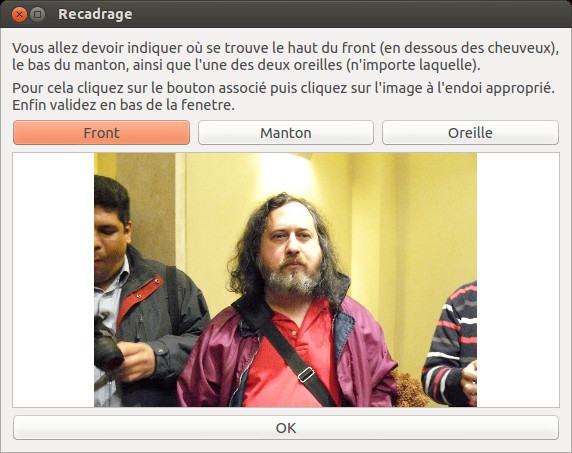 Recadrage
Vous allez devoir indiquer où se trouve le haut du front (en dessous des cheuveux),
le bas du manton, ainsi que l'une des deux oreilles (n'importe laquelle).
Pour cela cliquez sur le bouton associé puis cliquez sur l'image à l'endoi approprié.
Enfin validez en bas de la fenetre.
Front
Manton
Oreille
OK